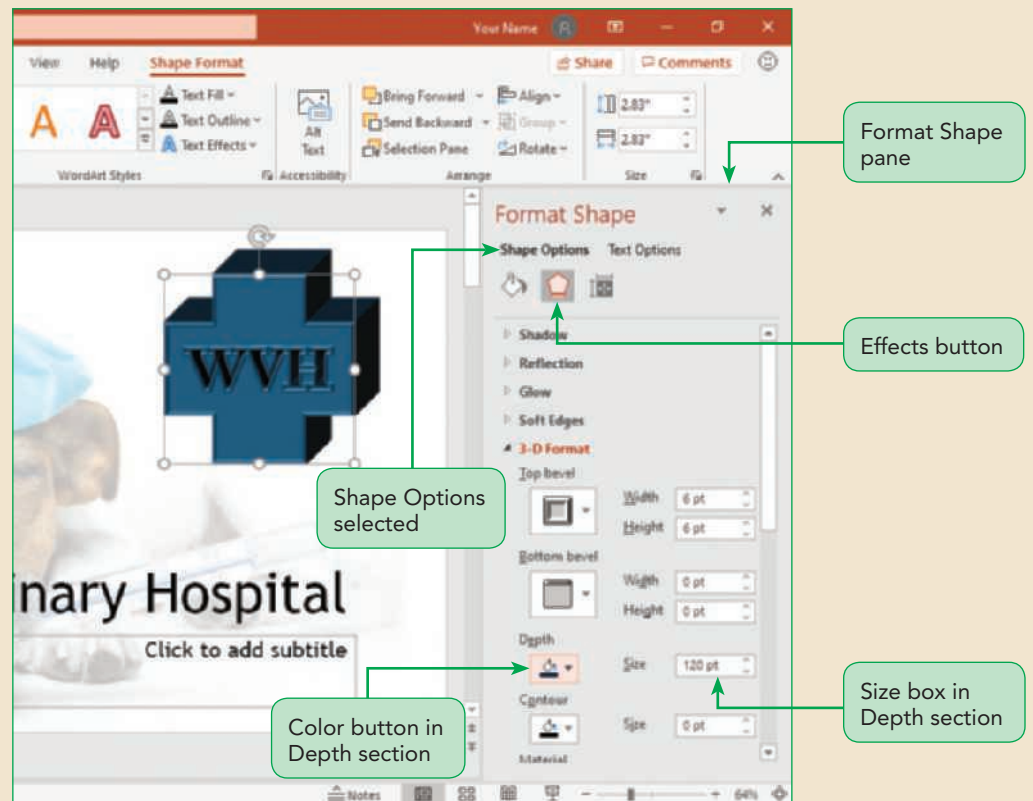 Your Name
View Help Shape Format
Share Comments
Text Fill
Text Outline
Text Effects
WordArt Styles
Alt
Text
Accessibility
Bring Forward
Send Backward
Selection Pane
Align
Group
Rotate
Arrange
2.83"
2.83"
Size
Format Shape
pane
Format Shape
Shape Options Text Options
Effects button
Shadow
Reflection
Glow
Soft Edges
3-D Format
Top bevel
Width 6 pt
Height 6 pt
Bottom bevel
Width 0 pt
Height 0 pt
Depth
Size 120 pt
Contour
Size 0 pt
Material
WVH
Shape Options
selected
inary Hospital
Click to add subtitle
Color button in
Depth section
Size box in
Depth section
Notes
64%